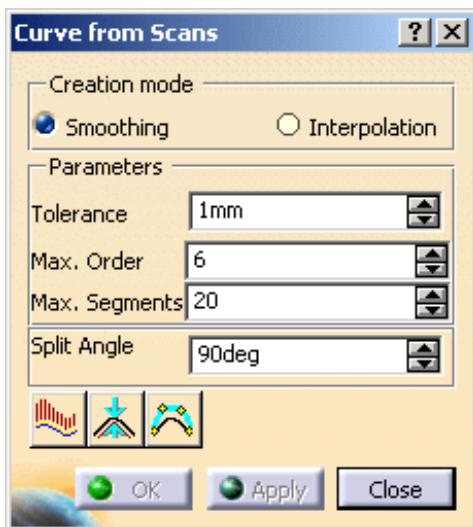 Curve from Scans ? X
Creation mode
Smoothing Interpolation
Parameters
Tolerance 1mm
Max. Order 6
Max. Segments 20
Split Angle 90deg
OK Apply Close